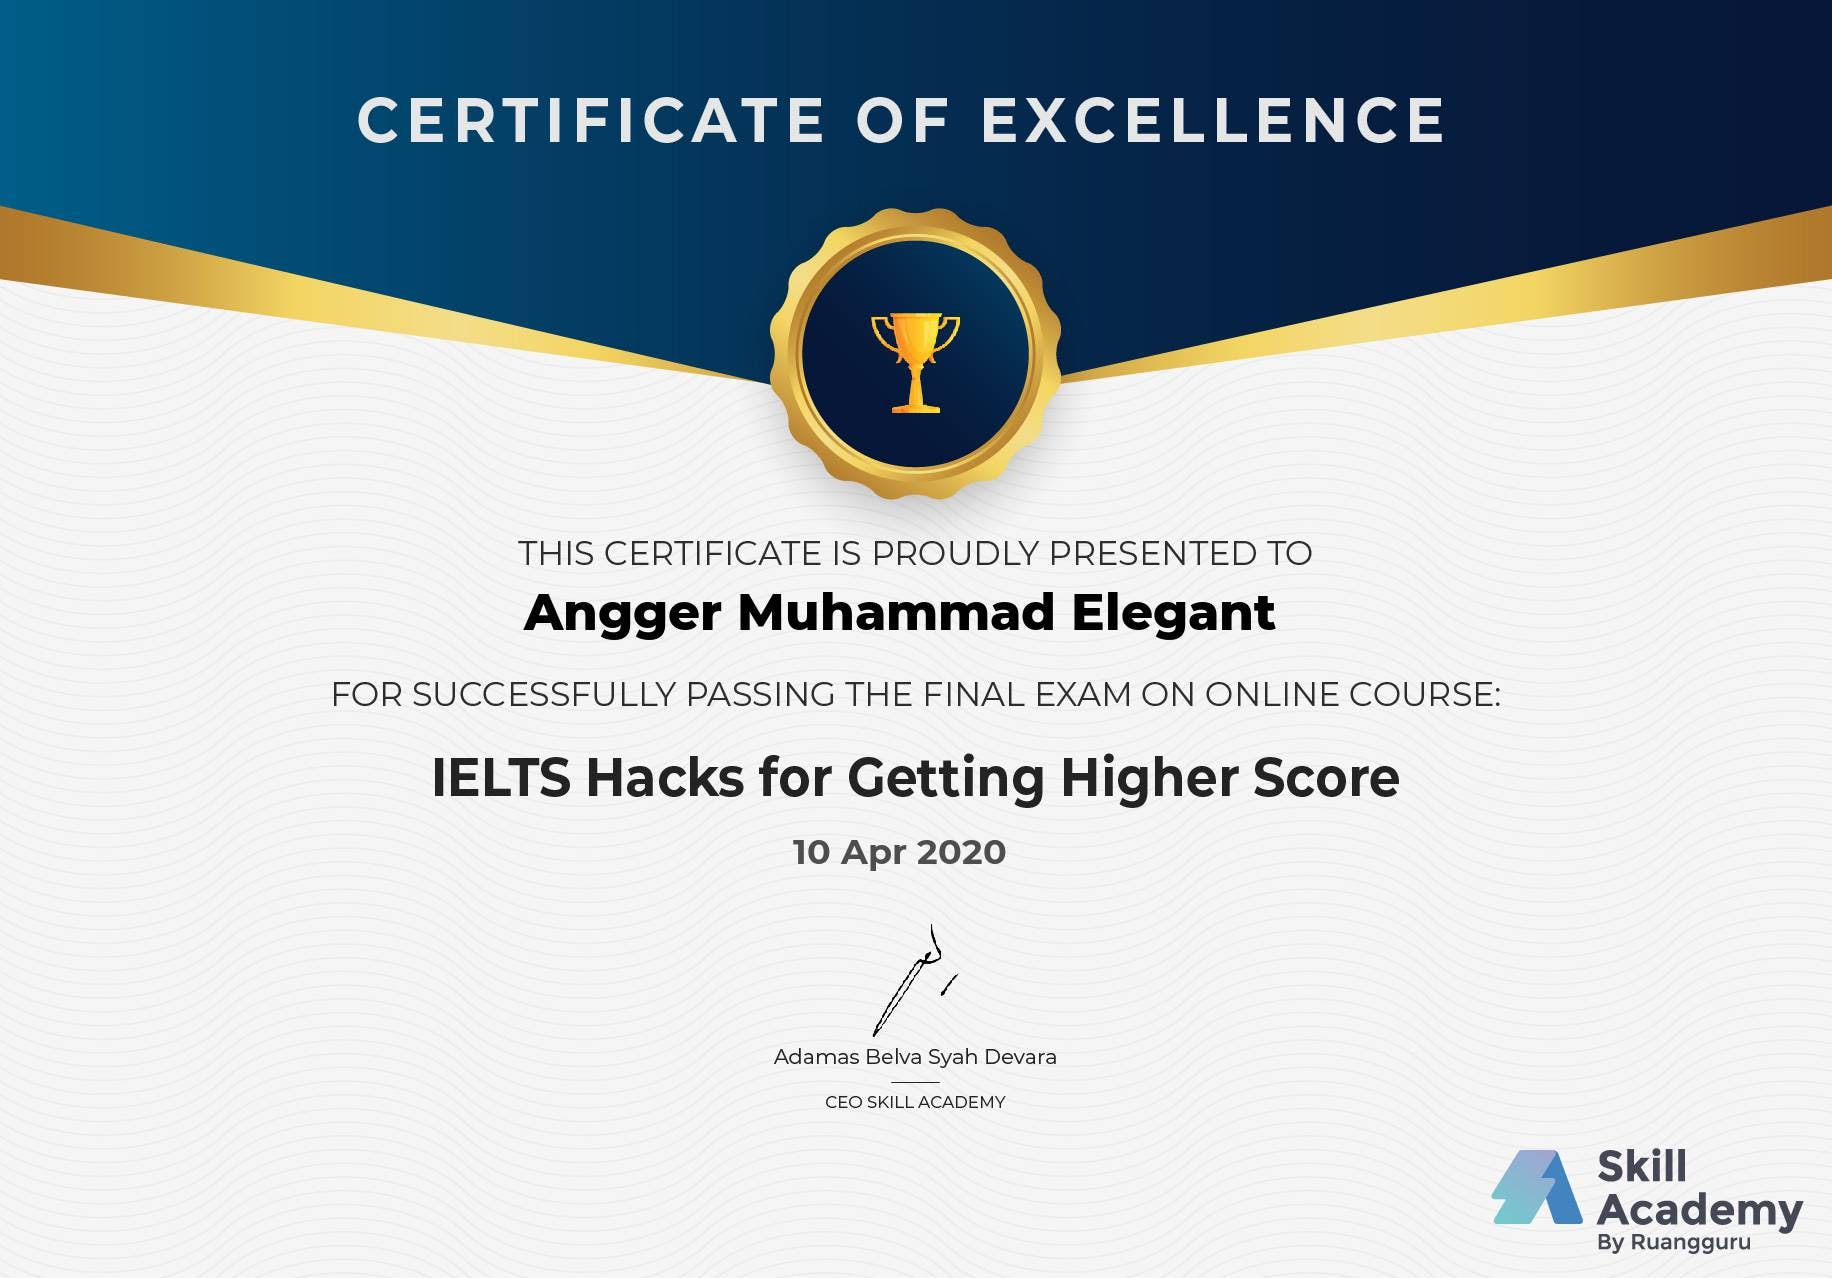 CERTIFICATE OF EXCELLENCE
THIS CERTIFICATE IS PROUDLY PRESENTED TO
Angger Muhammad Elegant
FOR SUCCESSFULLY PASSING THE FINAL EXAM ON ONLINE COURSE:
IELTS Hacks for Getting Higher Score
10 Apr 2020
Adamas Belva Syah Devara
CEO SKILL ACADEMY
Skill
Academy
By Ruangguru